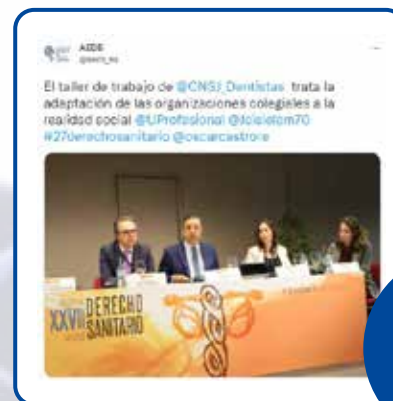 AEDS
El taller de trabajo de @CNSJ_Dentistas trata la
adaptación de las organizaciones colegiales a la
realidad social @UProfesional
#27derechosanitario @oscarcastrore
XXVII DERECHO
SANITARIO